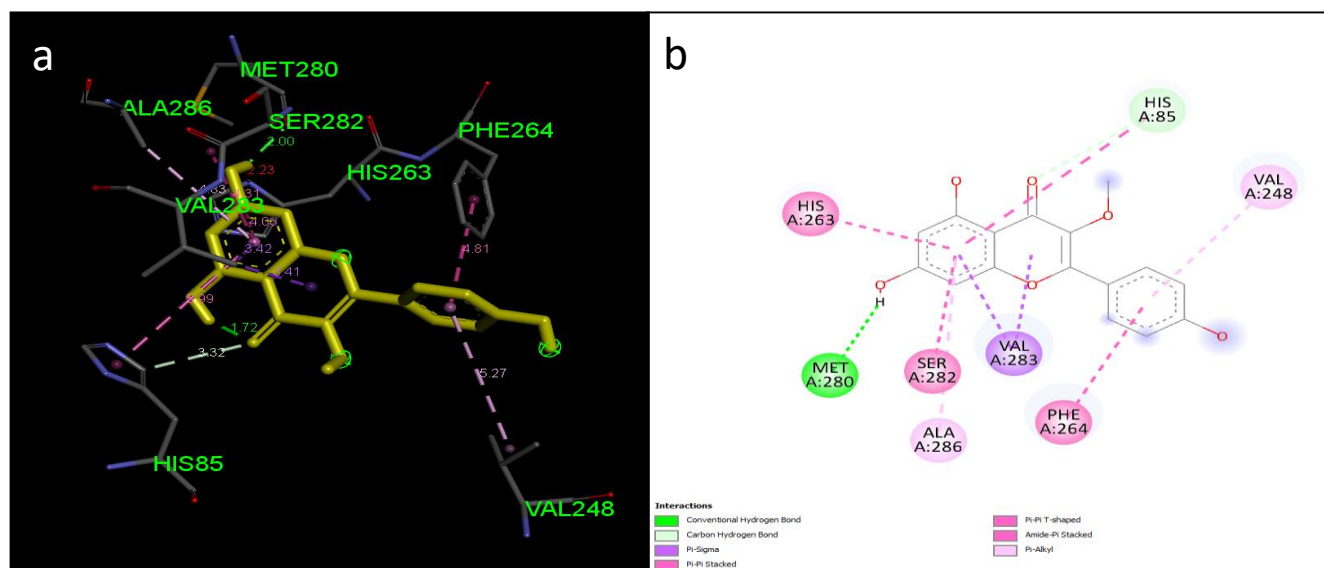 a
MET280
ALA286
SER282
PHE264
2.00
HIS263
2.23
VAL283
4.81
3.42
1.72
3.32
5.27
HIS85
VAL248
b
HIS
A:85
VAL
A:248
HIS
A:263
O
O
O
O
O
O
H
MET
A:280
SER
A:282
VAL
A:283
ALA
A:286
PHE
A:264
Interactions
Conventional Hydrogen Bond
Carbon Hydrogen Bond
Pi-Sigma
Pi-Pi Stacked
Pi-Pi T-shaped
Amide-Pi Stacked
Pi-Alkyl